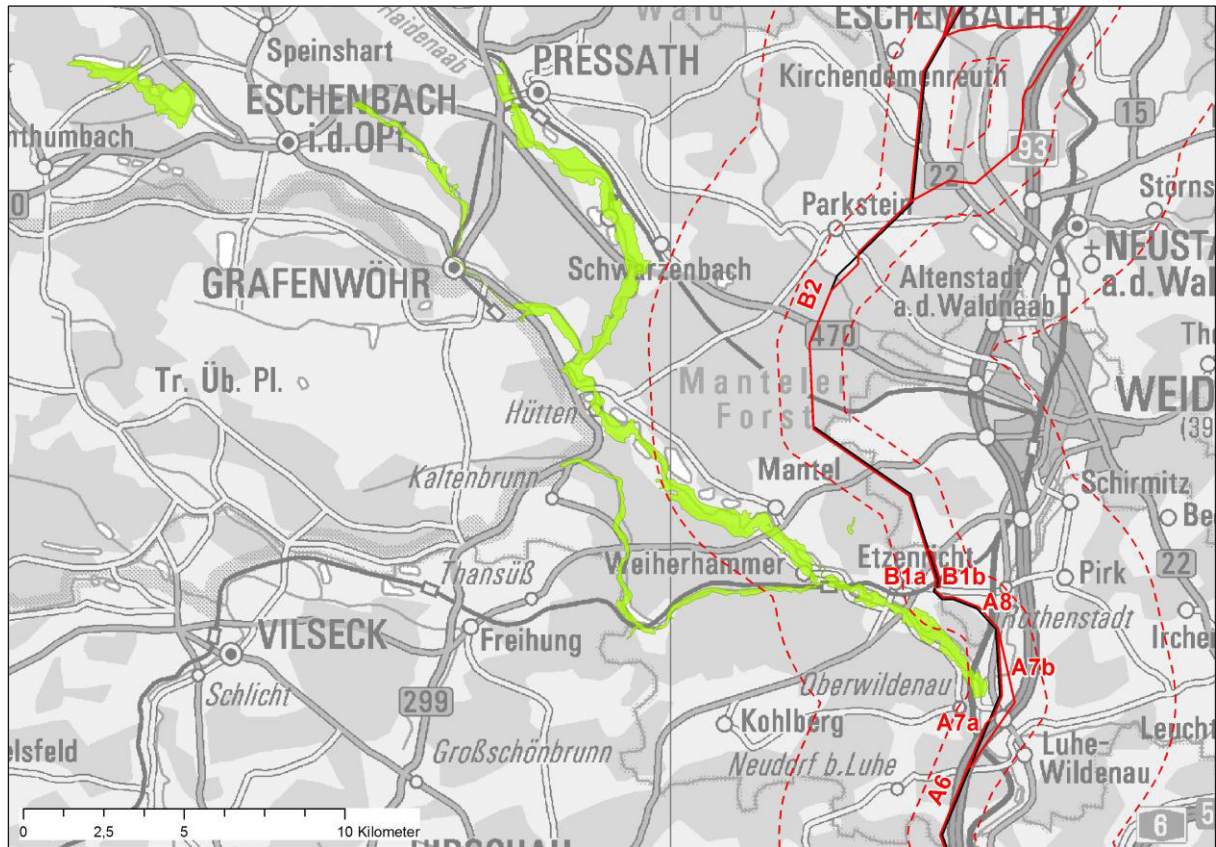 Wald
ESCHENBACH
Speinshart
Haidenaab
PRESSATH
Kirchendemenreuth
ESCHENBACH
i.d.OPf.
15
nthumbach
93
22
Störns
Parkstein
+ NEUSTA
a.d.Wal
GRAFENWÖHR
Schwarzenbach
Altenstadt
a.d.Waldnaab
B2
470
Tr. Üb. Pl.
Manteler
Forst
WEID
(39
Hütten
Kaltenbrunn
Mantel
Schirmitz
Be
22
Etzenricht
Weiherhammer
B1a
B1b
Pirk
Thansüß
A8
Rothenstadt
VILSECK
Freihung
Irche
A7b
Schlicht
Oberwildenau
299
Kohlberg
A7a
Leucht
elsfeld
Großschönbrunn
Neudorf b.Luhe
Luhe-
Wildenau
A6
0
2,5
5
10 Kilometer
6
5